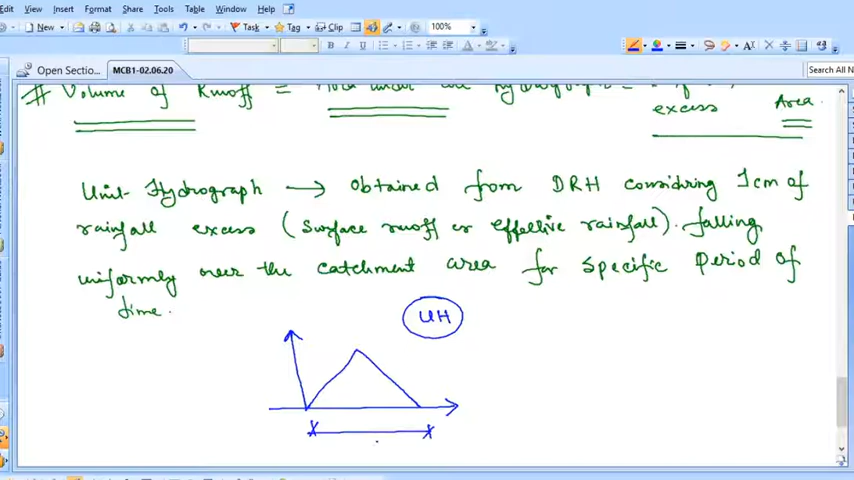 Edit View Insert Format Share Tools Table Window Help
New Task Tag Clip 100%
Open Sectio... MCB1-02.06.20 Search All N
# Volume of Runoff = hydrograph =
excess Area.
Unit Hydrograph → obtained from DRH considering 1cm of
rainfall excess (surface runoff or effective rainfall). falling
uniformly over the catchment area for specific period of
time.
UH